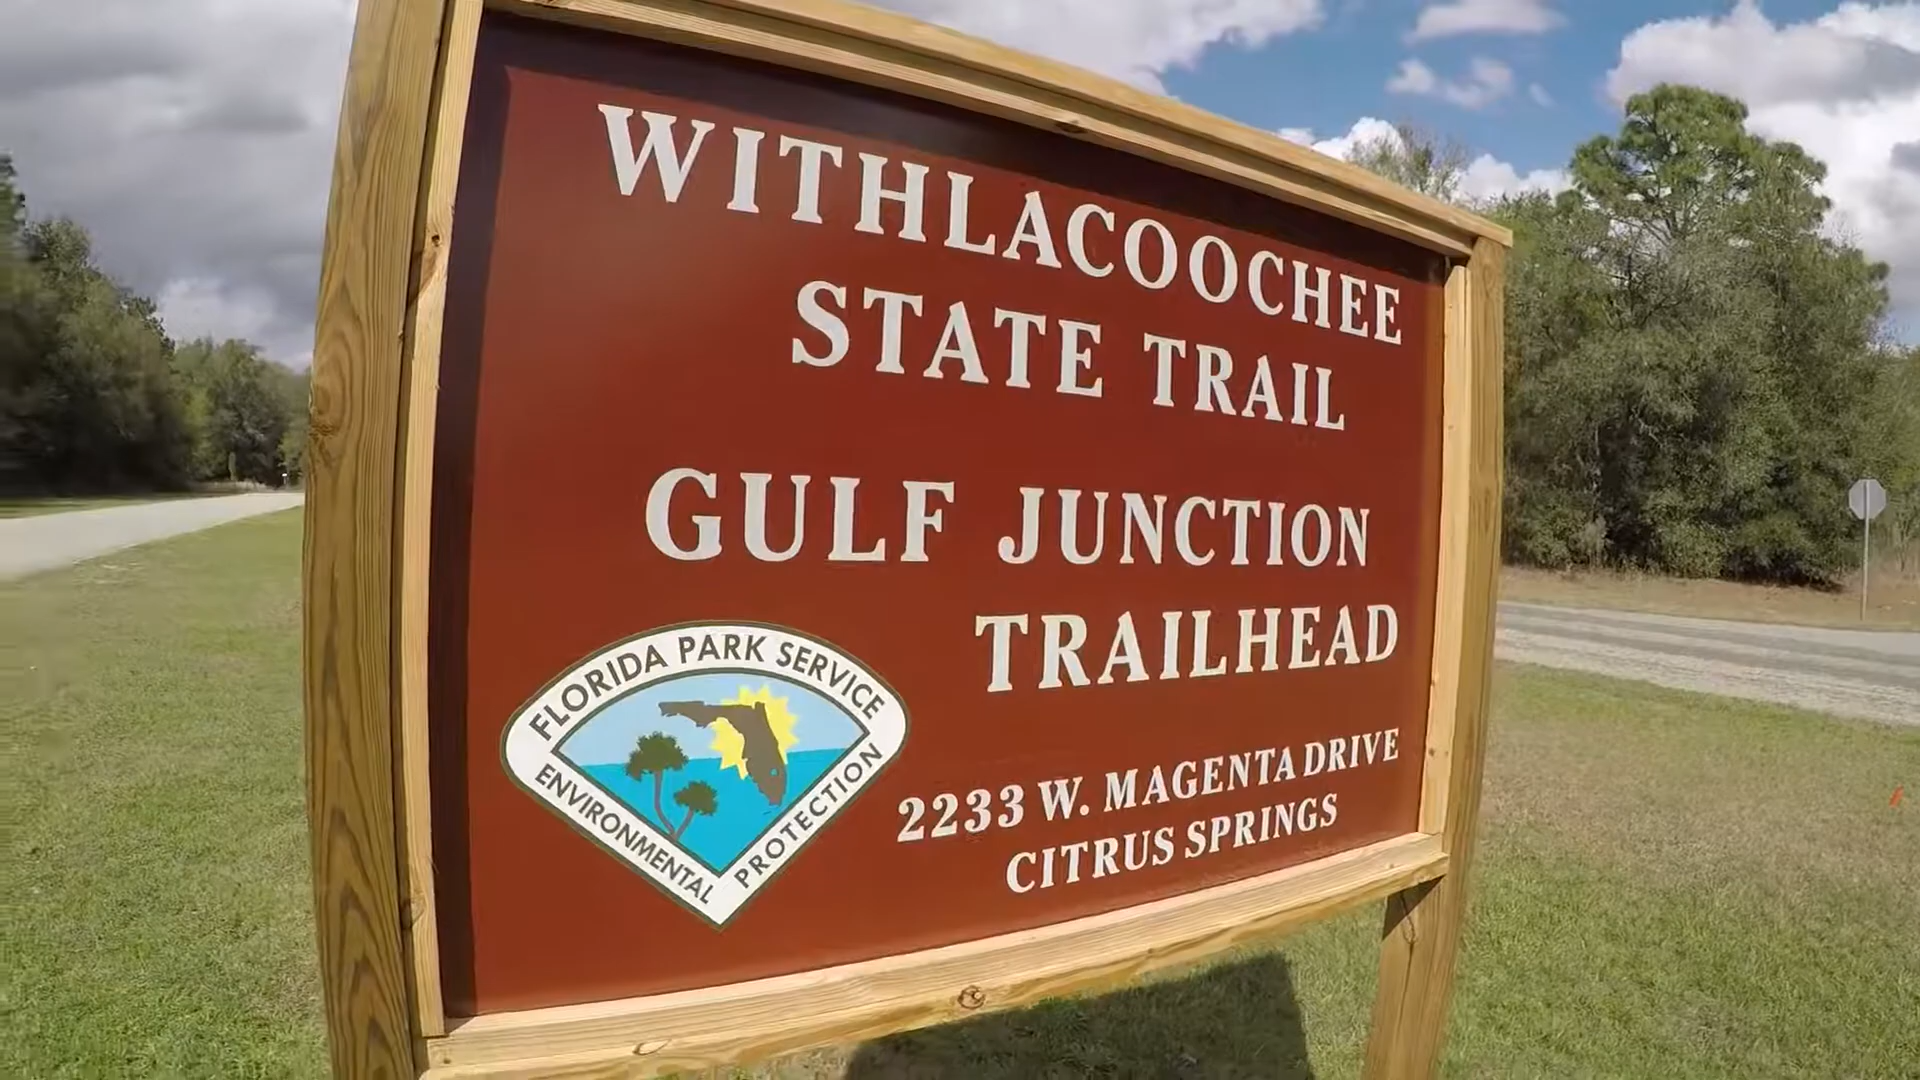 WITHLACOOCHEE
STATE TRAIL
GULF JUNCTION
TRAILHEAD
FLORIDA PARK SERVICE
ENVIRONMENTAL PROTECTION
2233 W. MAGENTA DRIVE
CITRUS SPRINGS